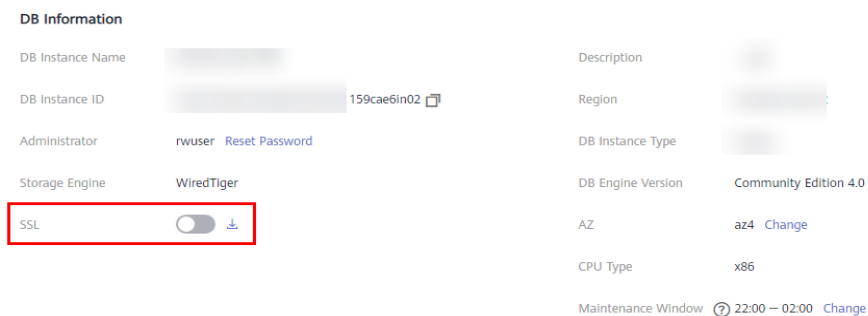 DB Information
DB Instance Name
Description
DB Instance ID 159cae6in02
Region
Administrator rwuser Reset Password
DB Instance Type
Storage Engine WiredTiger
DB Engine Version Community Edition 4.0
SSL
AZ az4 Change
CPU Type x86
Maintenance Window ? 22:00 — 02:00 Change